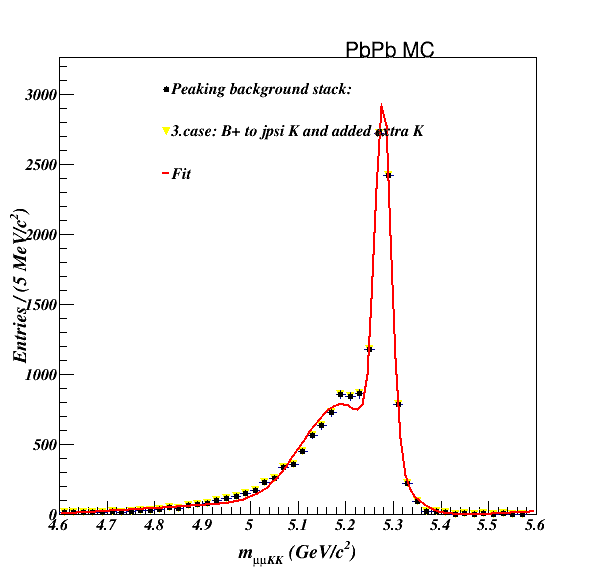 PbPb MC
Entries / (5 MeV/c²)
3000
2500
2000
1500
1000
500
0
Peaking background stack:
3.case: B+ to jpsi K and added extra K
Fit
4.6 4.7 4.8 4.9 5 5.1 5.2 5.3 5.4 5.5 5.6
mμμKK (GeV/c²)